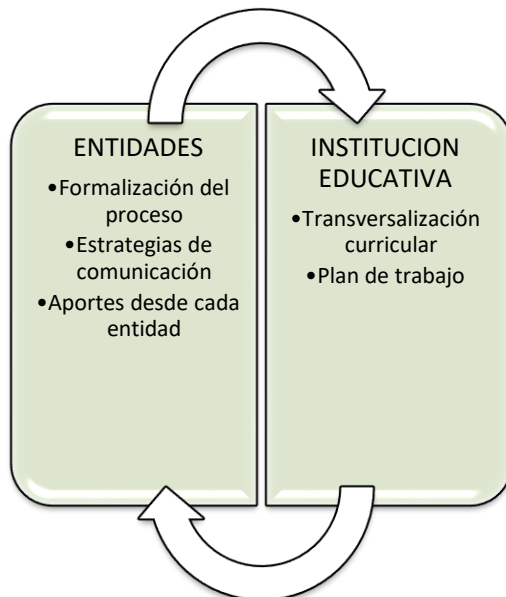 ENTIDADES
•Formalización del
proceso
•Estrategias de
comunicación
•Aportes desde cada
entidad
INSTITUCION
EDUCATIVA
•Transversalización
curricular
•Plan de trabajo